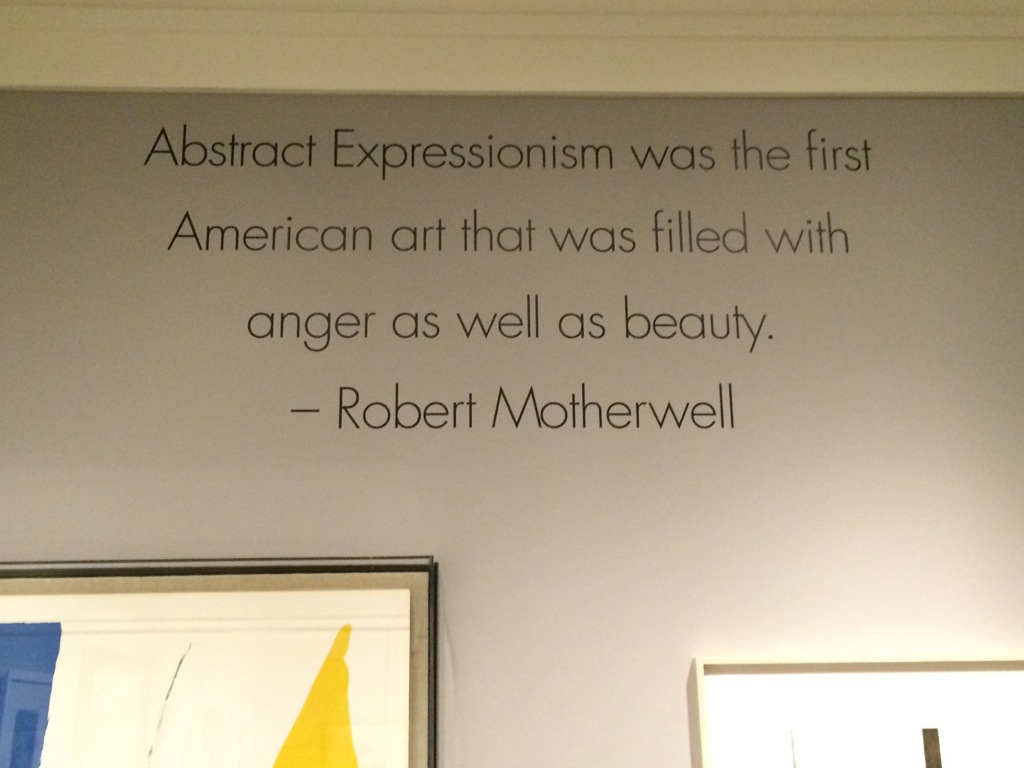 Abstract Expressionism was the first
American art that was filled with
anger as well as beauty.
– Robert Motherwell